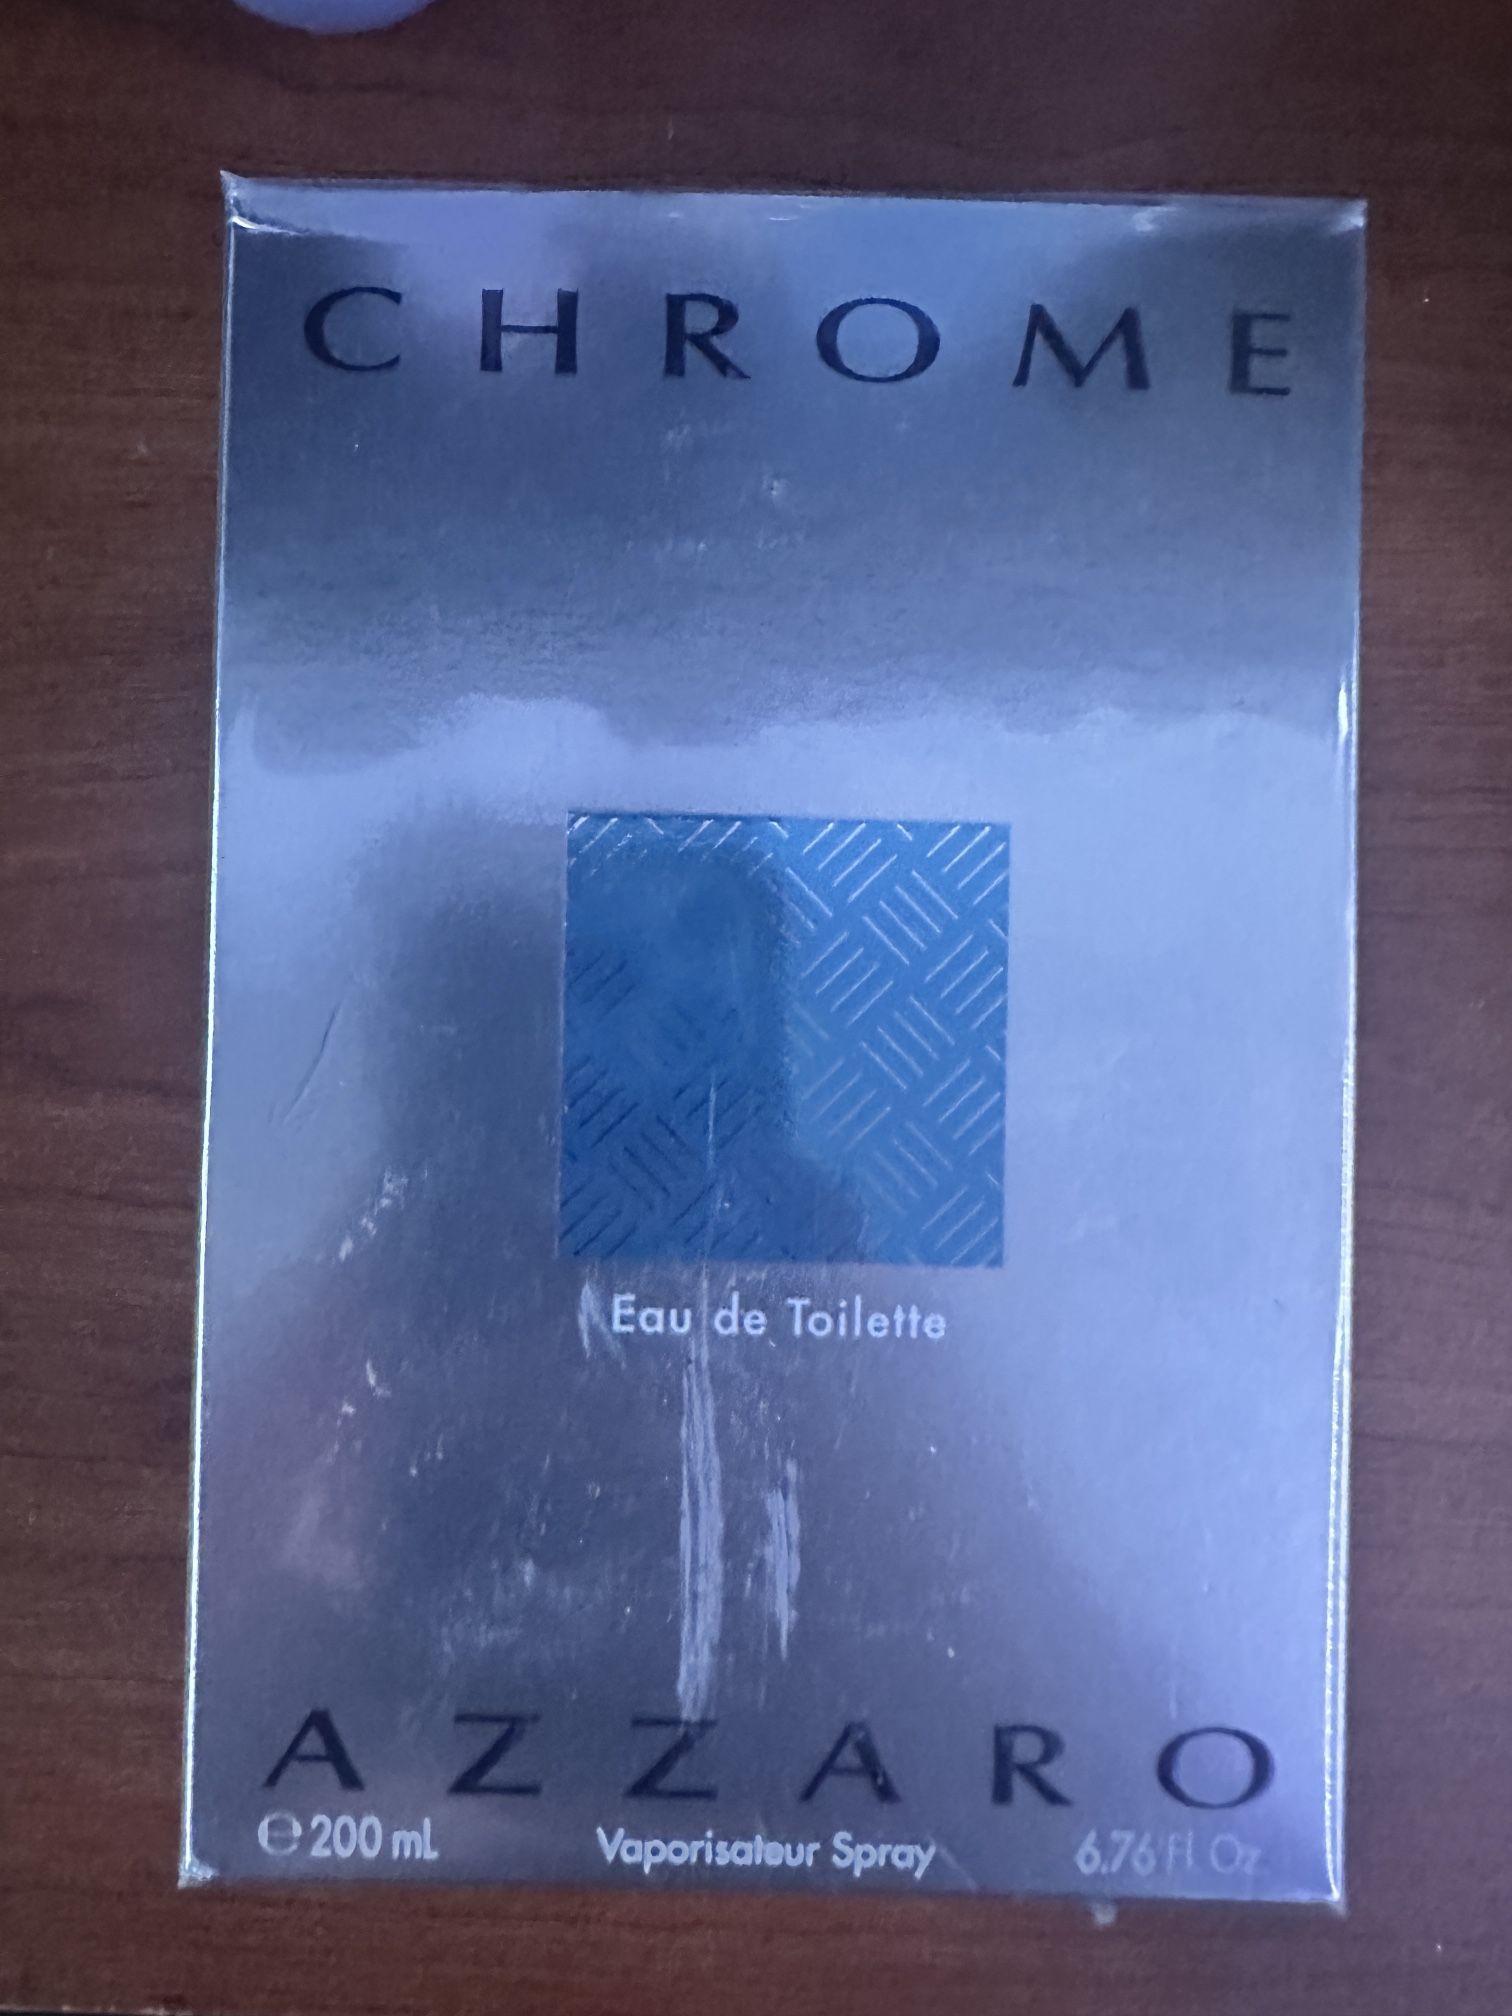 CHROME
Eau de Toilette
AZZARO
℮ 200 mL Vaporisateur Spray 6.76 Fl Oz